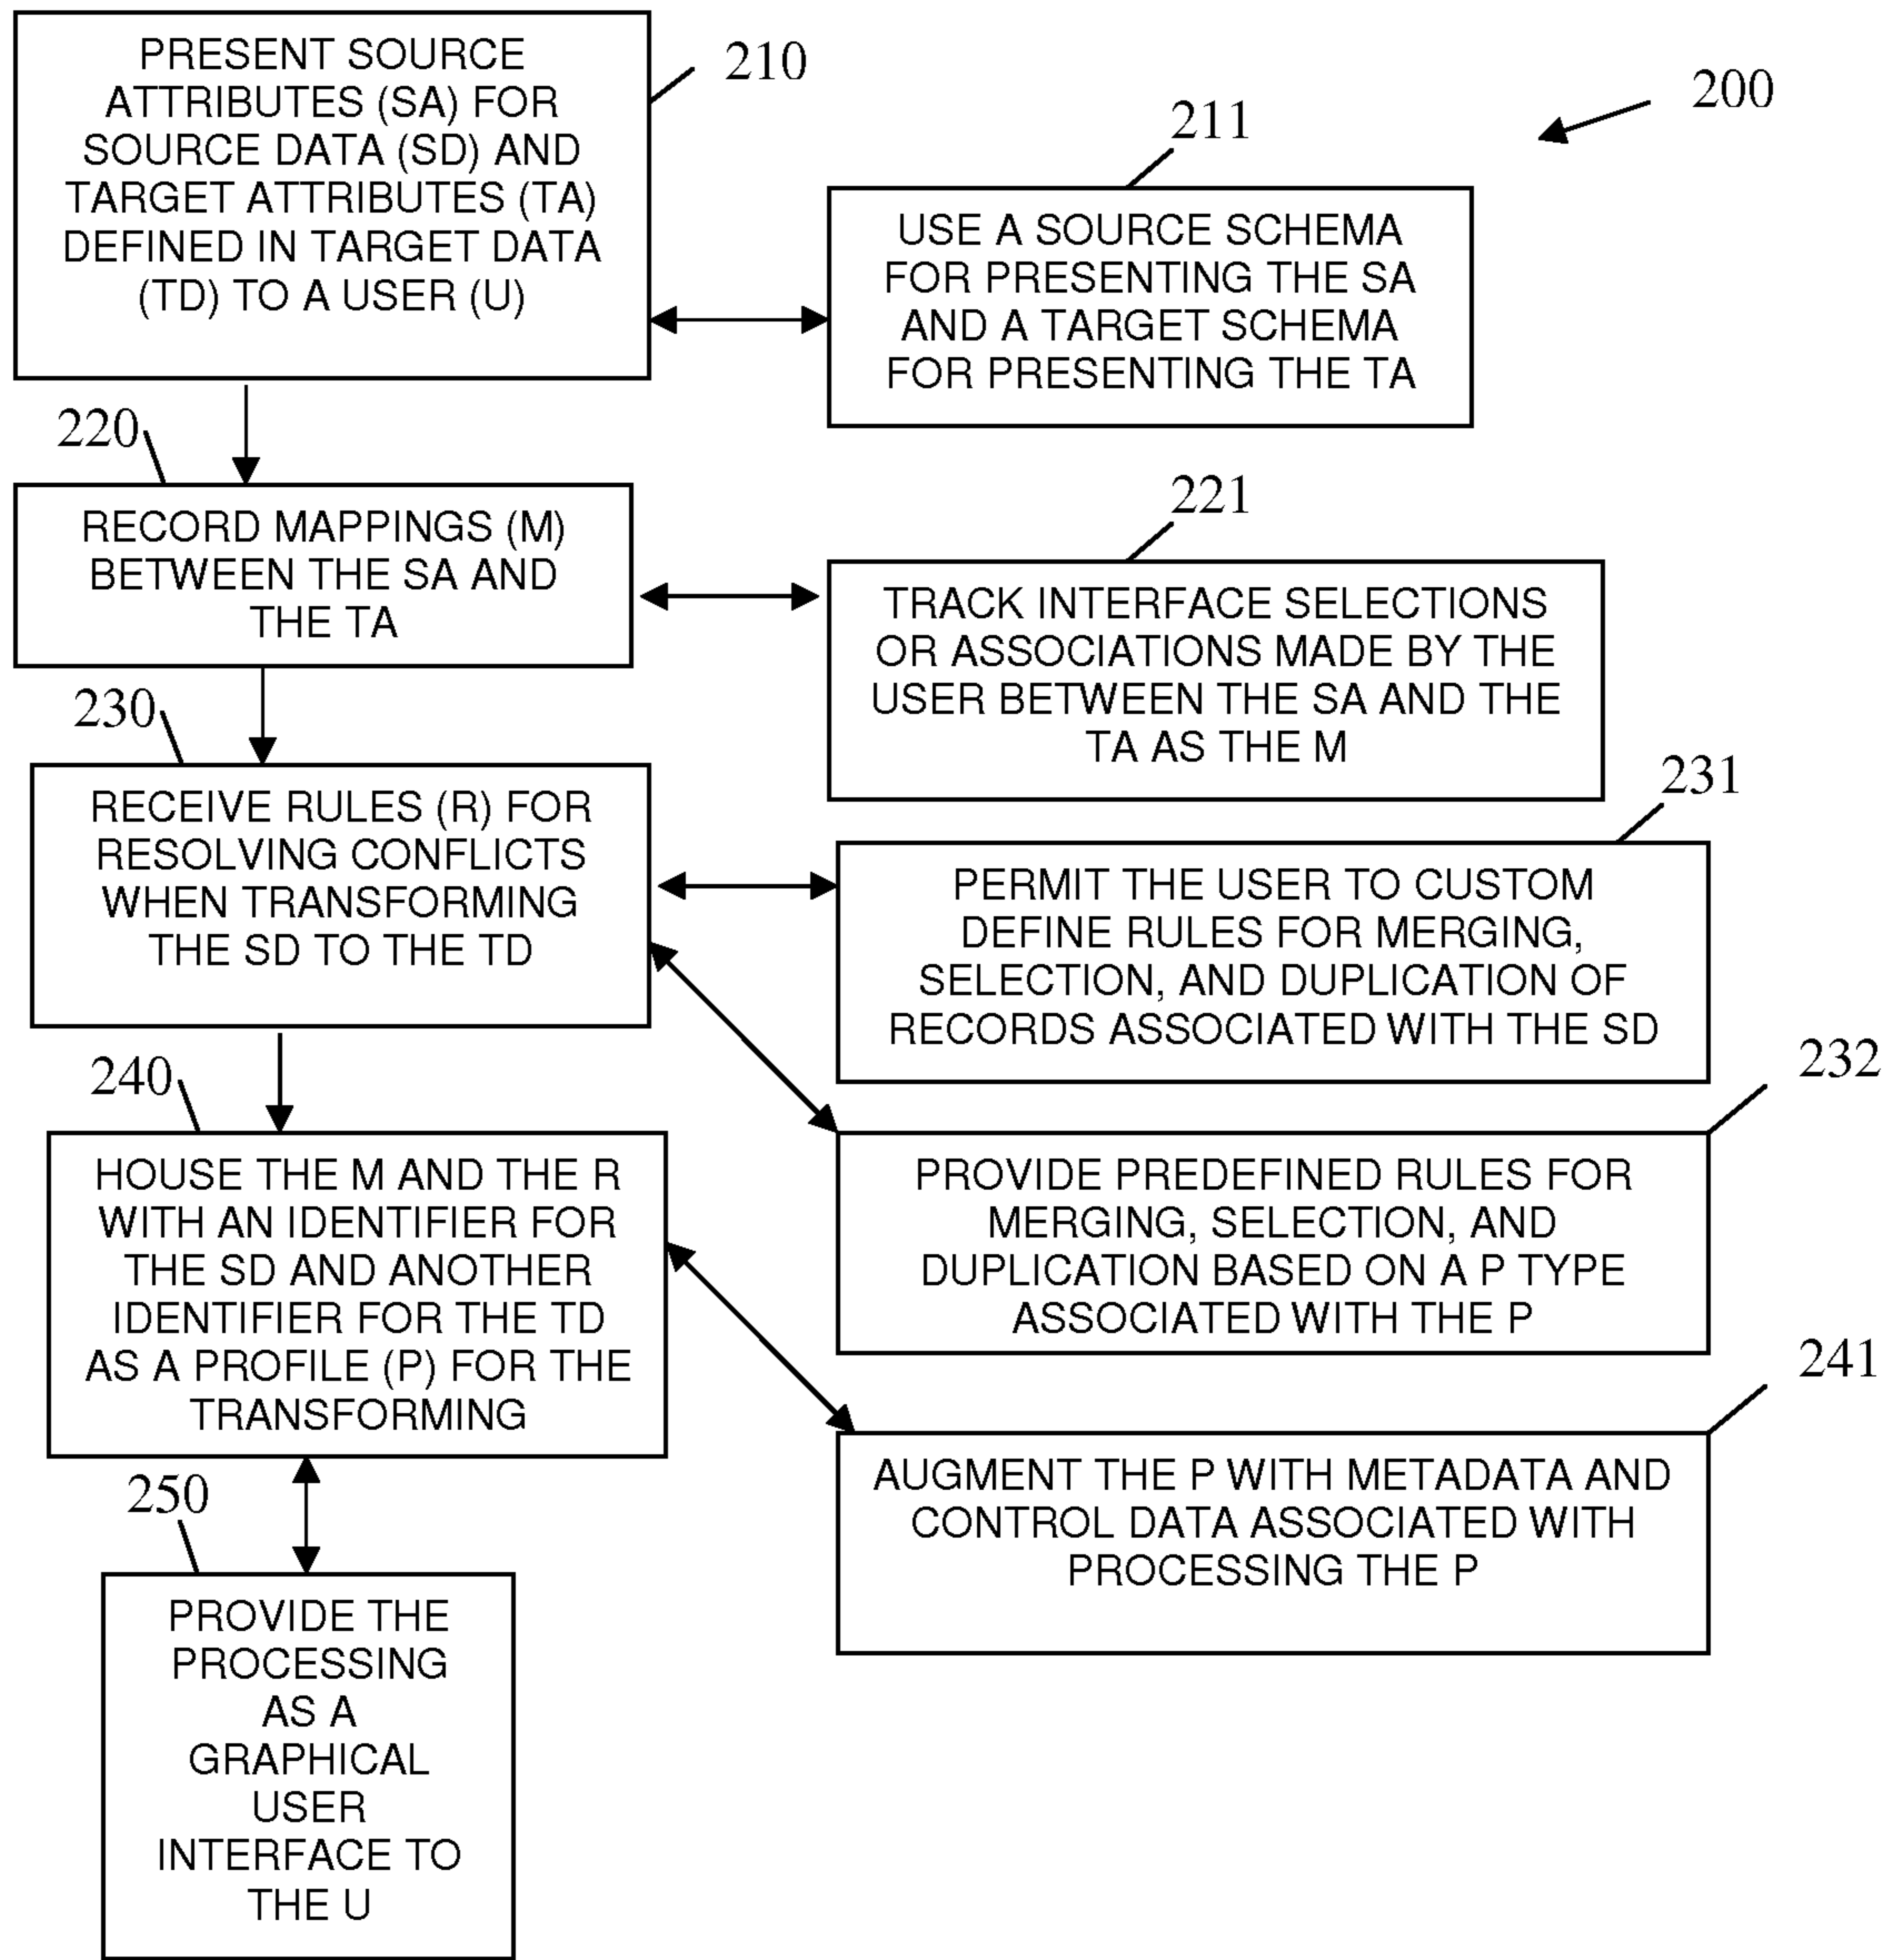 PRESENT SOURCE
ATTRIBUTES (SA) FOR
SOURCE DATA (SD) AND
TARGET ATTRIBUTES (TA)
DEFINED IN TARGET DATA
(TD) TO A USER (U)
210
200
211
USE A SOURCE SCHEMA
FOR PRESENTING THE SA
AND A TARGET SCHEMA
FOR PRESENTING THE TA
220
RECORD MAPPINGS (M)
BETWEEN THE SA AND
THE TA
221
TRACK INTERFACE SELECTIONS
OR ASSOCIATIONS MADE BY THE
USER BETWEEN THE SA AND THE
TA AS THE M
230
RECEIVE RULES (R) FOR
RESOLVING CONFLICTS
WHEN TRANSFORMING
THE SD TO THE TD
231
PERMIT THE USER TO CUSTOM
DEFINE RULES FOR MERGING,
SELECTION, AND DUPLICATION OF
RECORDS ASSOCIATED WITH THE SD
232
PROVIDE PREDEFINED RULES FOR
MERGING, SELECTION, AND
DUPLICATION BASED ON A P TYPE
ASSOCIATED WITH THE P
240
HOUSE THE M AND THE R
WITH AN IDENTIFIER FOR
THE SD AND ANOTHER
IDENTIFIER FOR THE TD
AS A PROFILE (P) FOR THE
TRANSFORMING
241
AUGMENT THE P WITH METADATA AND
CONTROL DATA ASSOCIATED WITH
PROCESSING THE P
250
PROVIDE THE
PROCESSING
AS A
GRAPHICAL
USER
INTERFACE TO
THE U